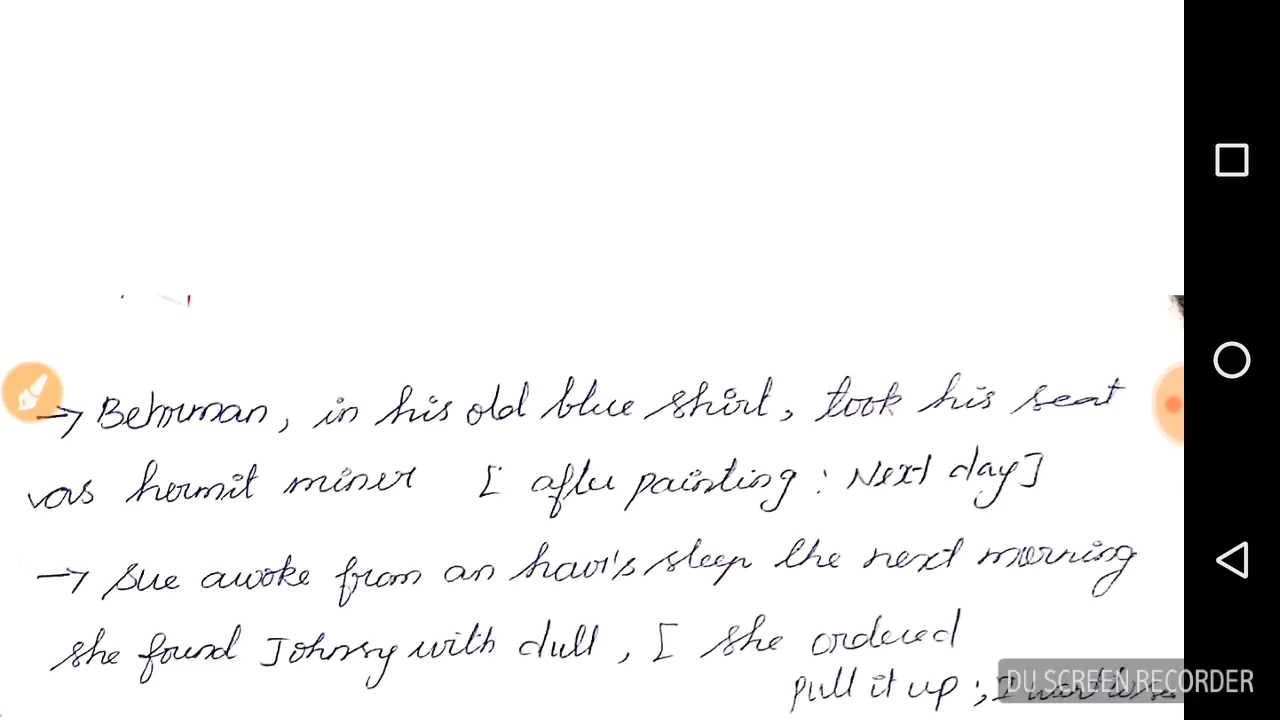 → Behrman, in his old blue shirt, took his seat
as hermit miner [ after painting : Next day ]
→ Sue awoke from an hour's sleep the next morning
she found Johnsy with dull , [ she ordered
pull it up ; I
DU SCREEN RECORDER